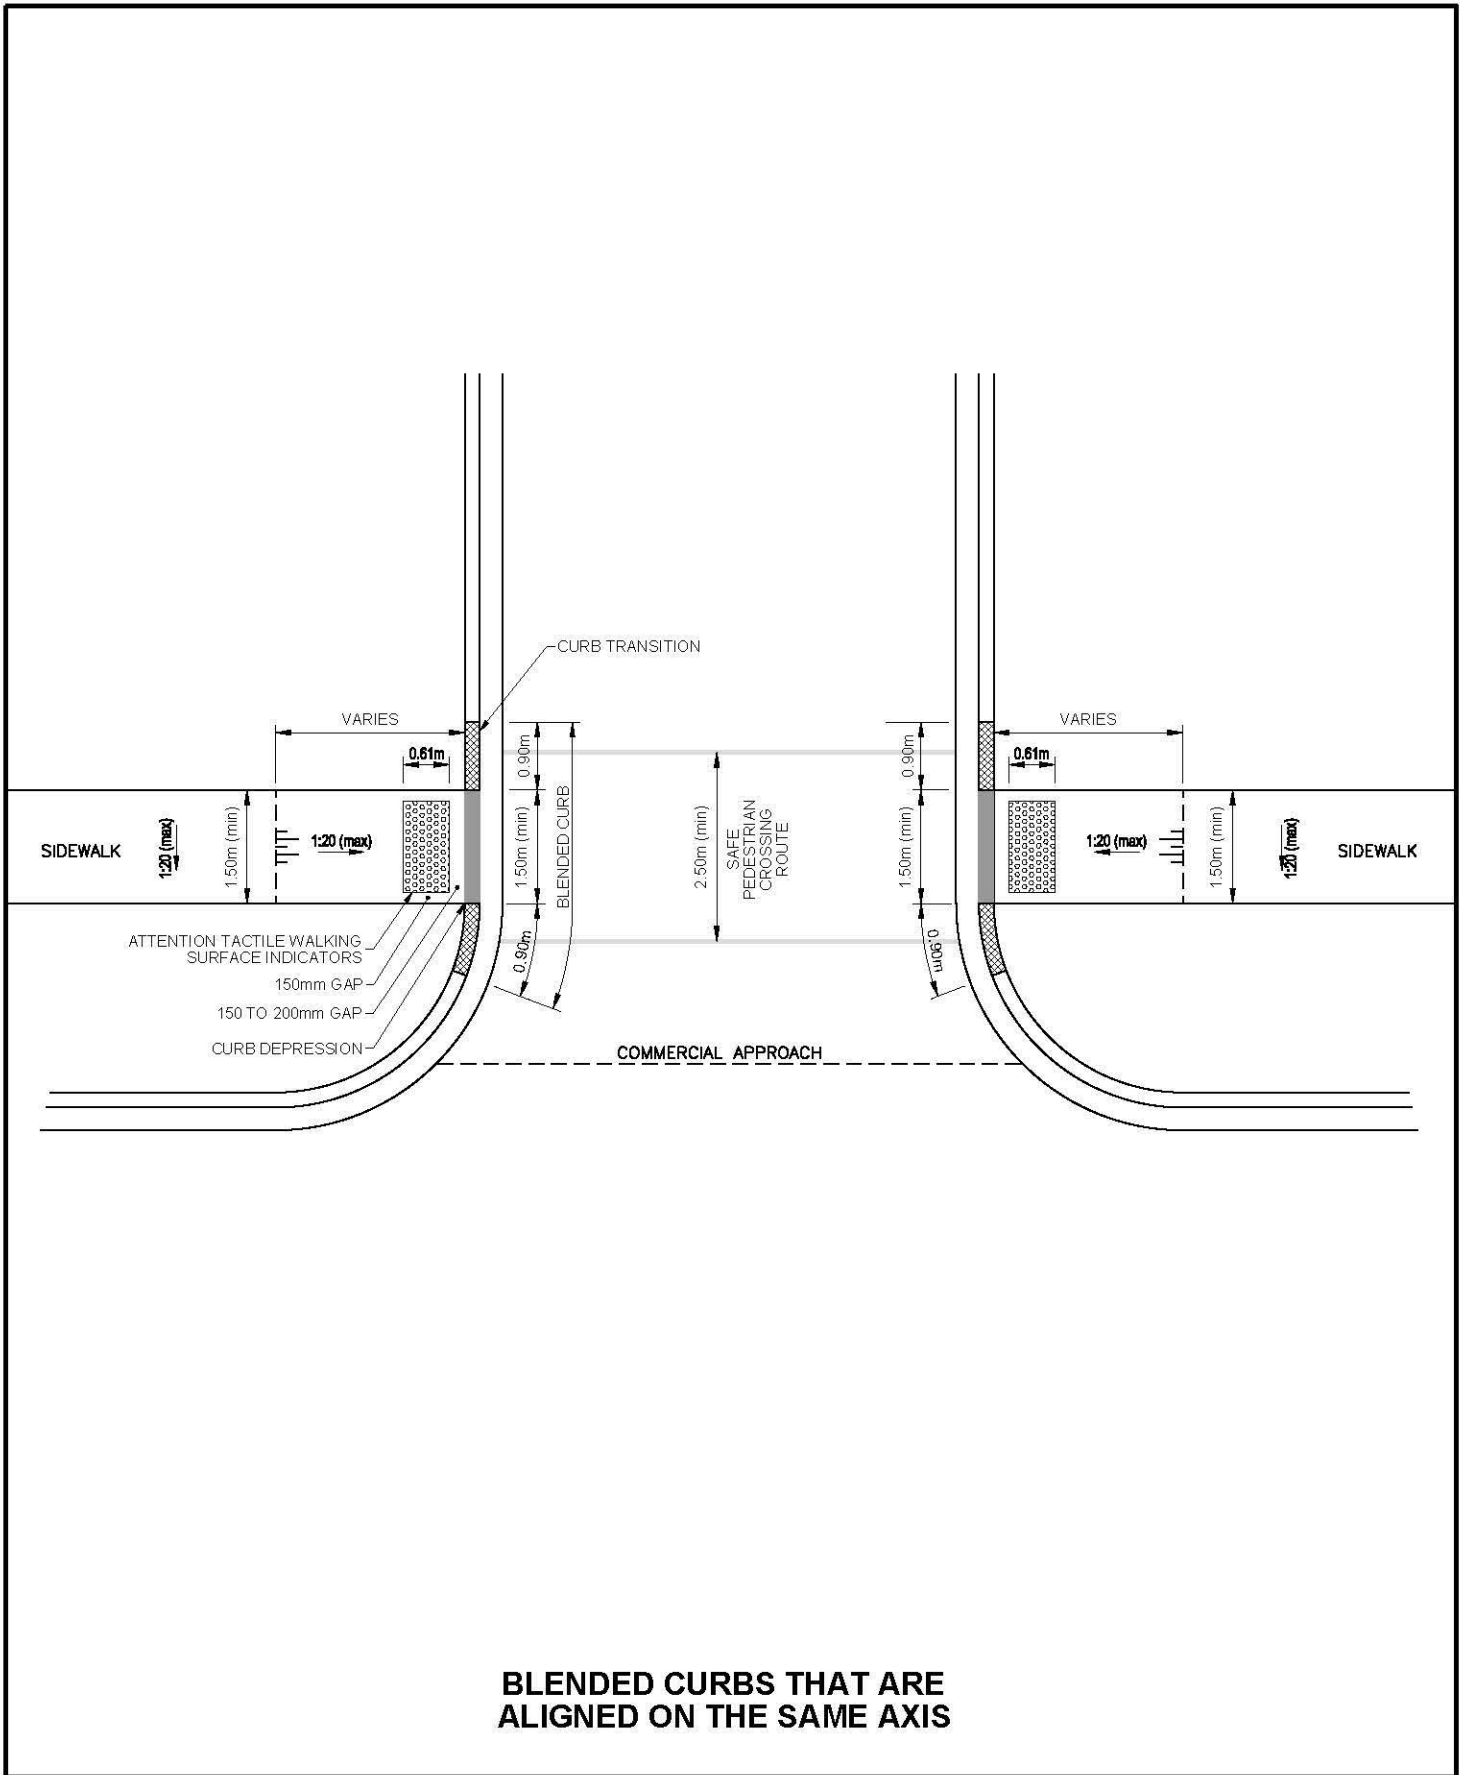 CURB TRANSITION
VARIES
VARIES
0.61m
0.61m
0.90m
0.90m
SIDEWALK
1:20 (max)
1.50m (min)
1:20 (max)
1.50m (min)
BLENDED CURB
2.50m (min)
SAFE
PEDESTRIAN
CROSSING
ROUTE
1.50m (min)
1:20 (max)
1.50m (min)
1:20 (max)
SIDEWALK
0.90m
0.90m
ATTENTION TACTILE WALKING
SURFACE INDICATORS
150mm GAP
150 TO 200mm GAP
CURB DEPRESSION
COMMERCIAL APPROACH
BLENDED CURBS THAT ARE
ALIGNED ON THE SAME AXIS